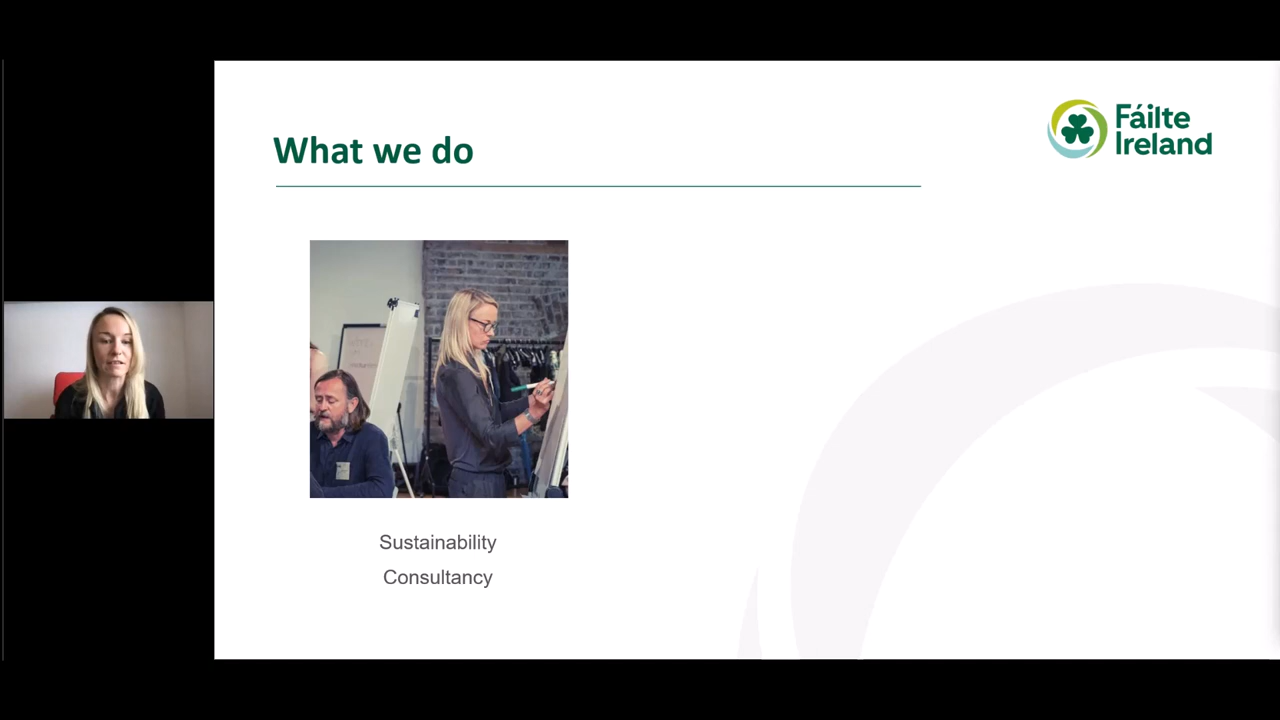 What we do
Fáilte
Ireland
Sustainability
Consultancy